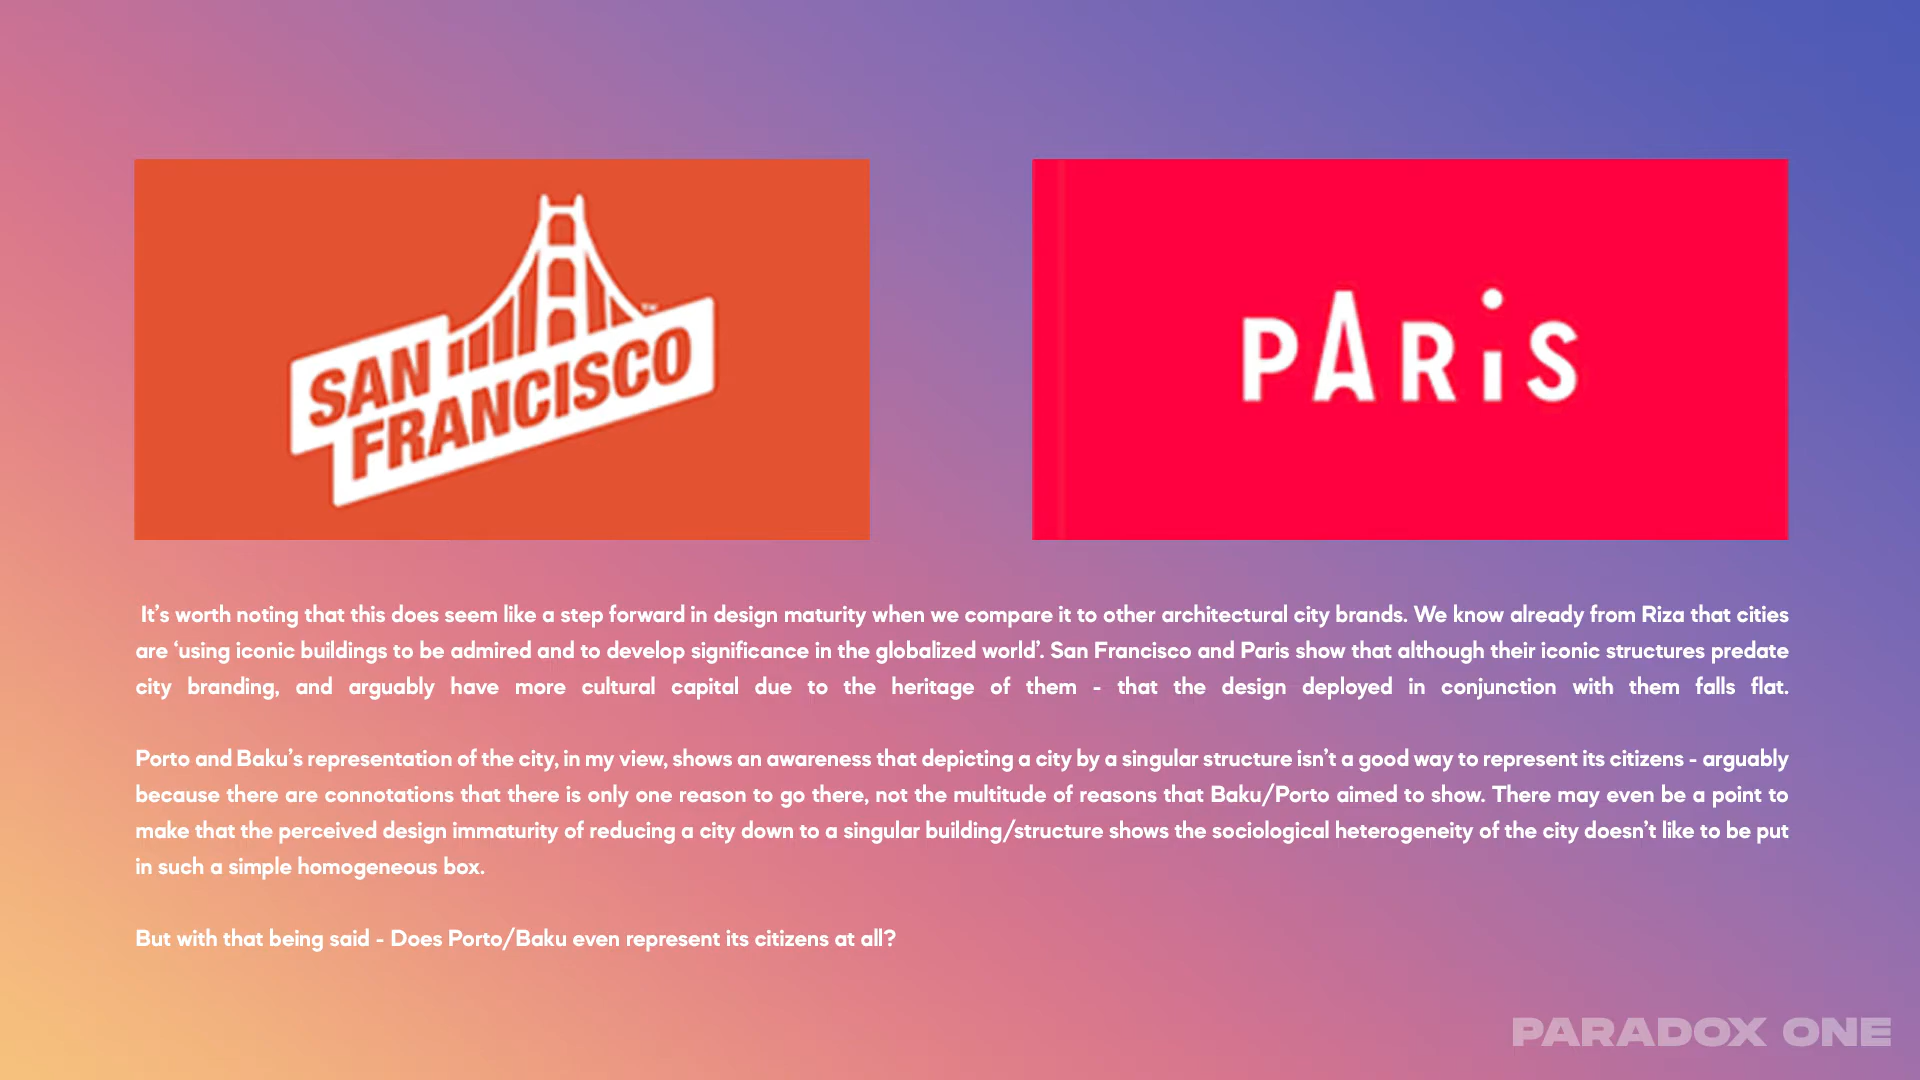 SAN
FRANCISCO
TM
PARiS
It's worth noting that this does seem like a step forward in design maturity when we compare it to other architectural city brands. We know already from Riza that cities
are ‘using iconic buildings to be admired and to develop significance in the globalized world’. San Francisco and Paris show that although their iconic structures predate
city branding, and arguably have more cultural capital due to the heritage of them - that the design deployed in conjunction with them falls flat.
Porto and Baku’s representation of the city, in my view, shows an awareness that depicting a city by a singular structure isn’t a good way to represent its citizens - arguably
because there are connotations that there is only one reason to go there, not the multitude of reasons that Baku/Porto aimed to show. There may even be a point to
make that the perceived design immaturity of reducing a city down to a singular building/structure shows the sociological heterogeneity of the city doesn’t like to be put
in such a simple homogeneous box.
But with that being said - Does Porto/Baku even represent its citizens at all?
PARADOX ONE